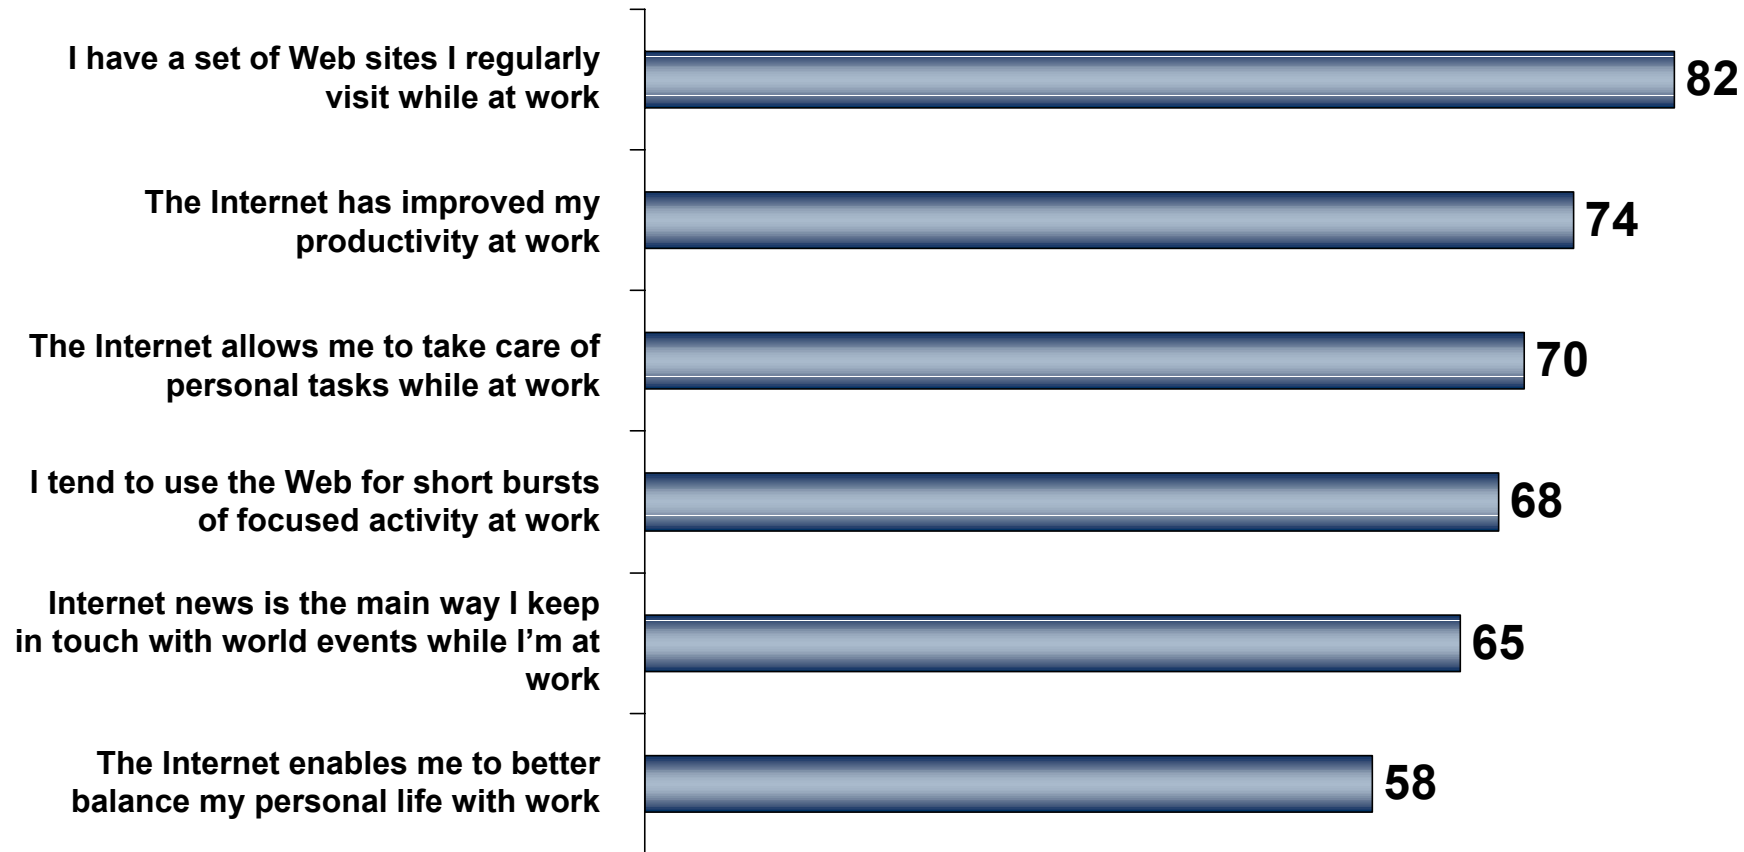 I have a set of Web sites I regularly
visit while at work
82
The Internet has improved my
productivity at work
74
The Internet allows me to take care of
personal tasks while at work
70
I tend to use the Web for short bursts
of focused activity at work
68
Internet news is the main way I keep
in touch with world events while I’m at
work
65
The Internet enables me to better
balance my personal life with work
58